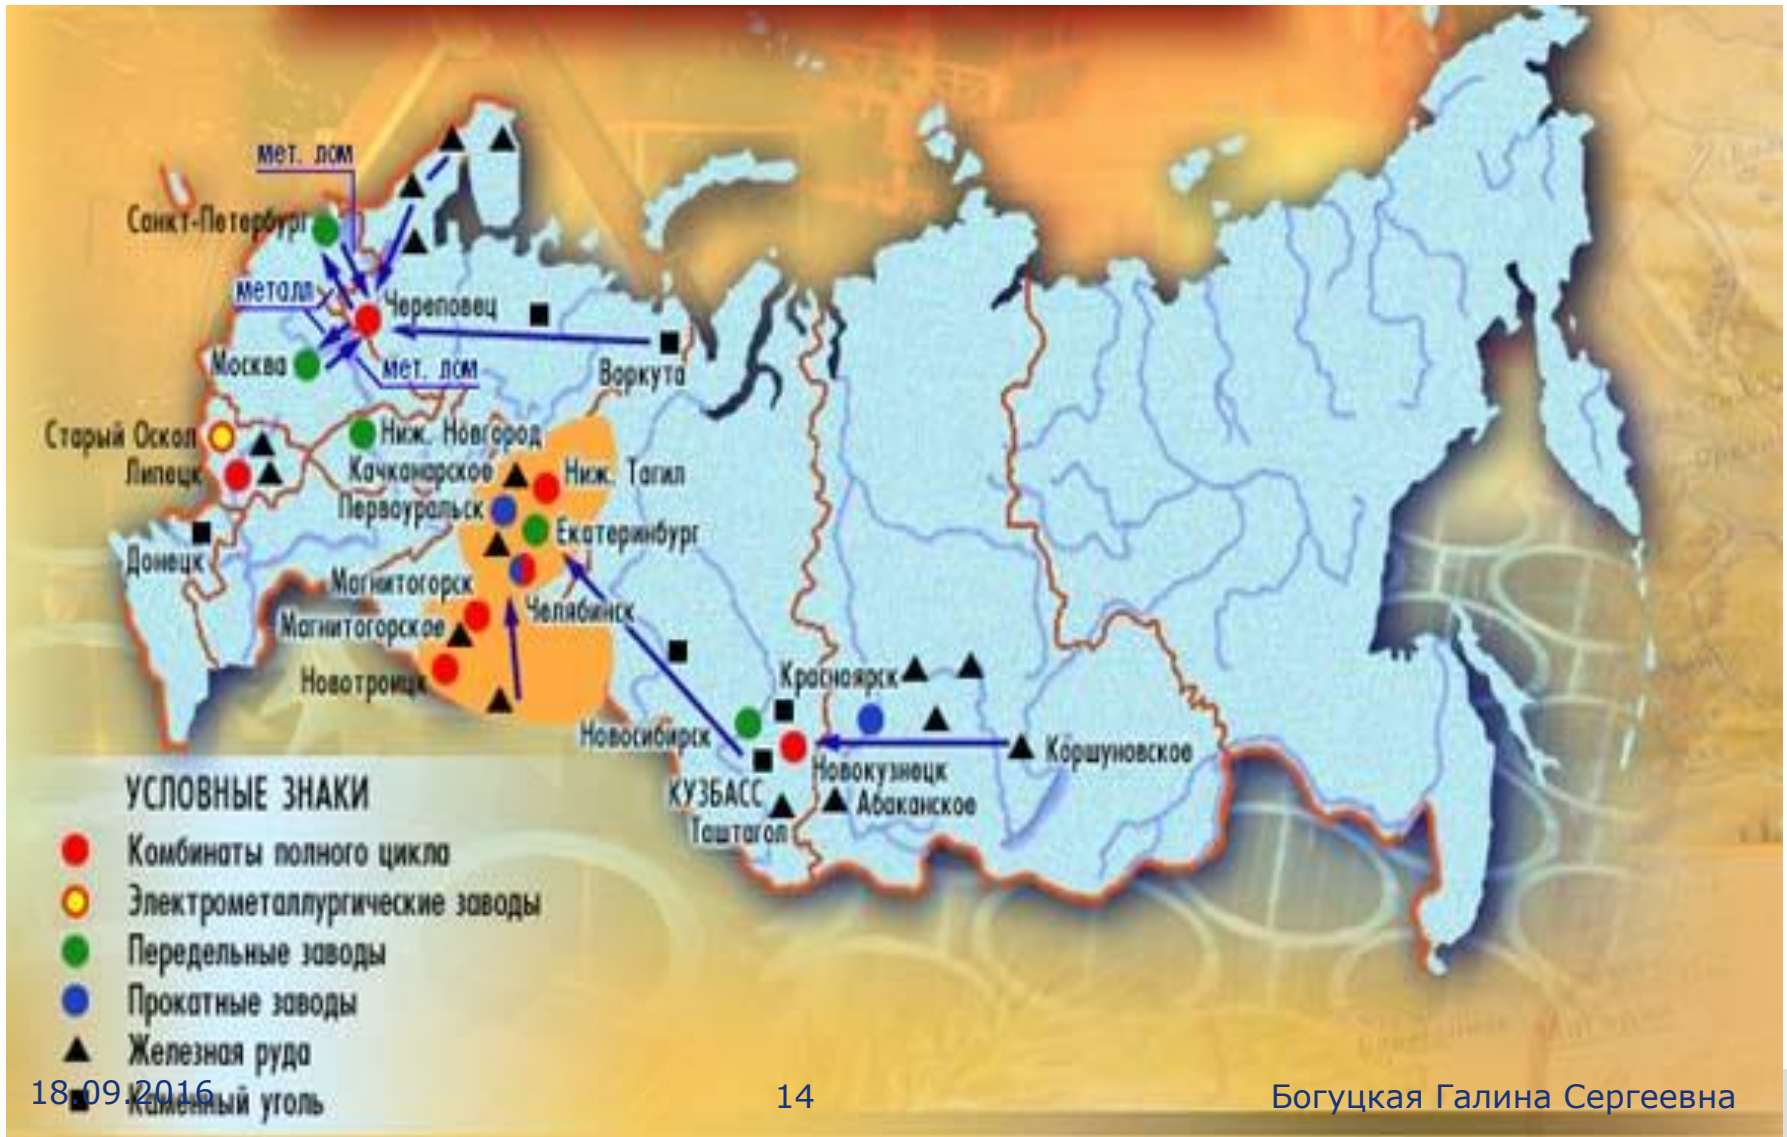 мет. лом
Санкт-Петербург
металл
Череповец
Москва
мет. лом
Воркута
Старый Оскол
Ниж. Новгород
Липецк
Качканарское
Ниж. Тагил
Первоуральск
Екатеринбург
Донецк
Магнитогорск
Челябинск
Магнитогорское
Новотроицк
Красноярск
Новосибирск
Коршуновское
Новокузнецк
КУЗБАСС
Абаканское
Таштагол
УСЛОВНЫЕ ЗНАКИ
Комбинаты полного цикла
Электрометаллургические заводы
Передельные заводы
Прокатные заводы
Железная руда
Каменный уголь
18.09.2016
14
Богуцкая Галина Сергеевна